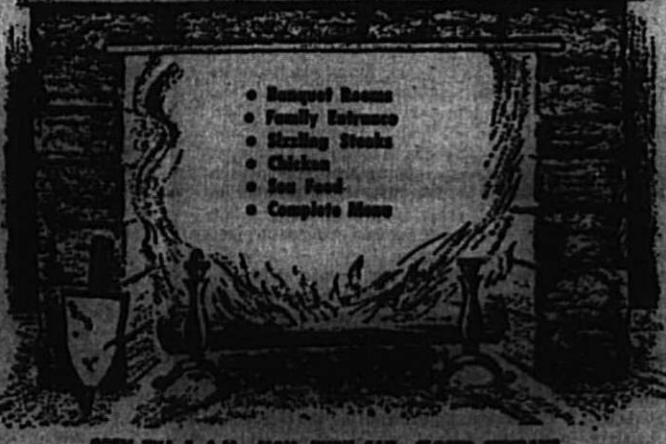 • Banquet Rooms
• Family Entrance
• Sizzling Steaks
• Chicken
• Sea Food
• Complete Menu